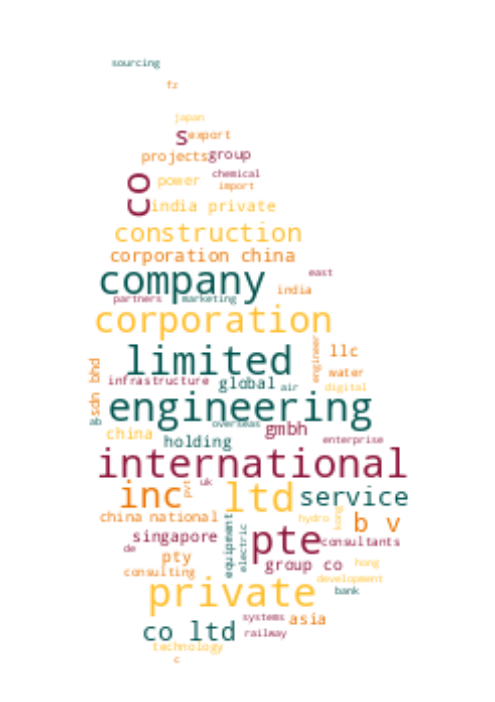 sourcing
fz
japan
s export
projects group
chemical
co power import
india private
construction
corporation china
company east
india
partners marketing
corporation
engineer
limited llc
sdn bhd water
infrastructure global air digital
engineering
ab overseas
china gmbh
holding enterprise
international
pvt uk
inc ltd service
china national hydro kong b v
equipment electric
singapore pte consultants
de
pty group co hong
consulting development
private bank
systems asia
co ltd railway
technology
c